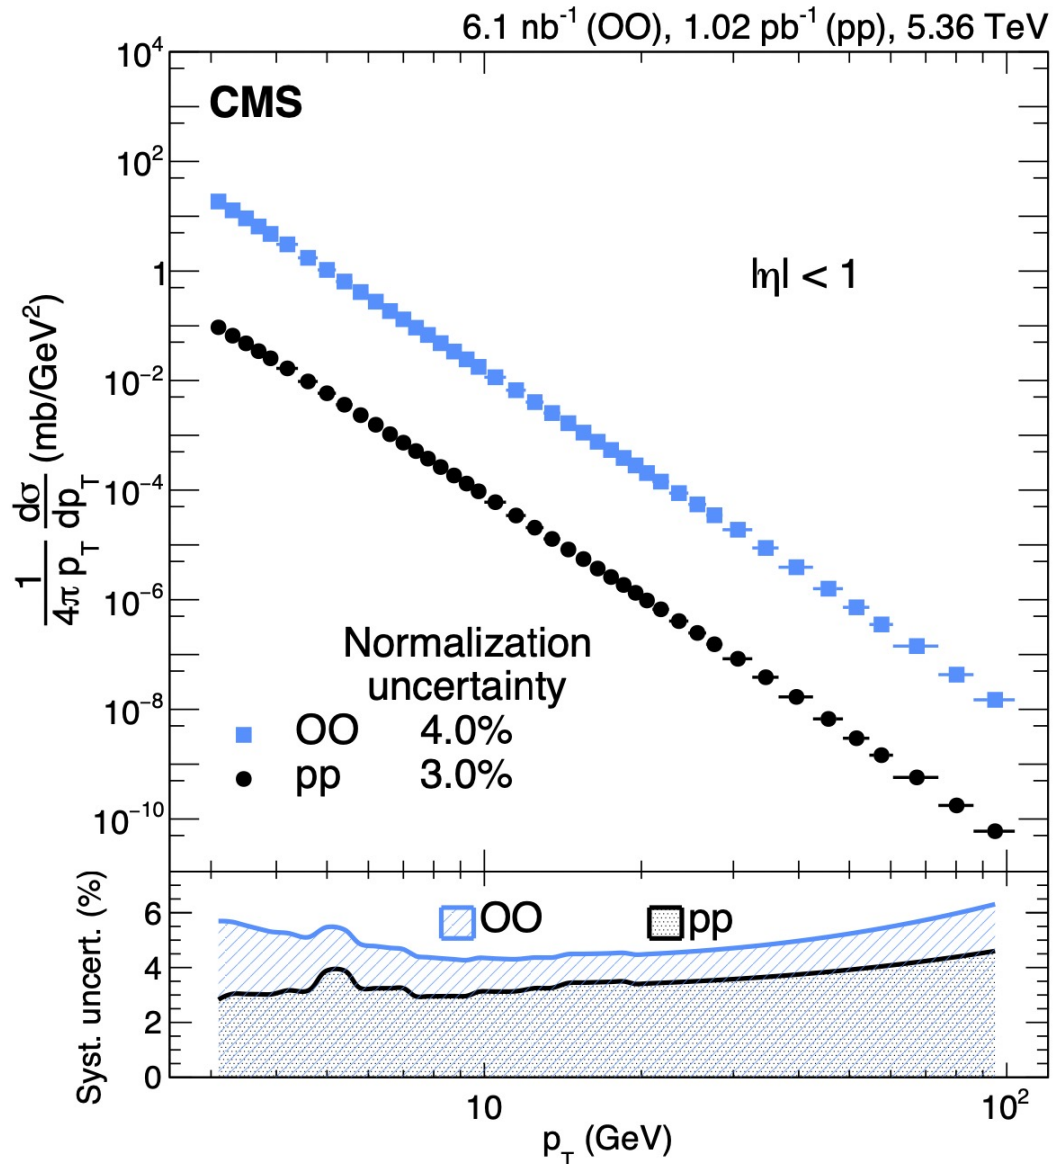 6.1 nb⁻¹ (OO), 1.02 pb⁻¹ (pp), 5.36 TeV
10⁴
CMS
10²
|η| < 1
1
10⁻²
10⁻⁴
10⁻⁶
10⁻⁸
10⁻¹⁰
1/(4π p_T) dσ/dp_T (mb/GeV²)
Normalization
uncertainty
OO 4.0%
pp 3.0%
OO pp
6
4
2
0
Syst. uncert. (%)
10 10²
p_T (GeV)